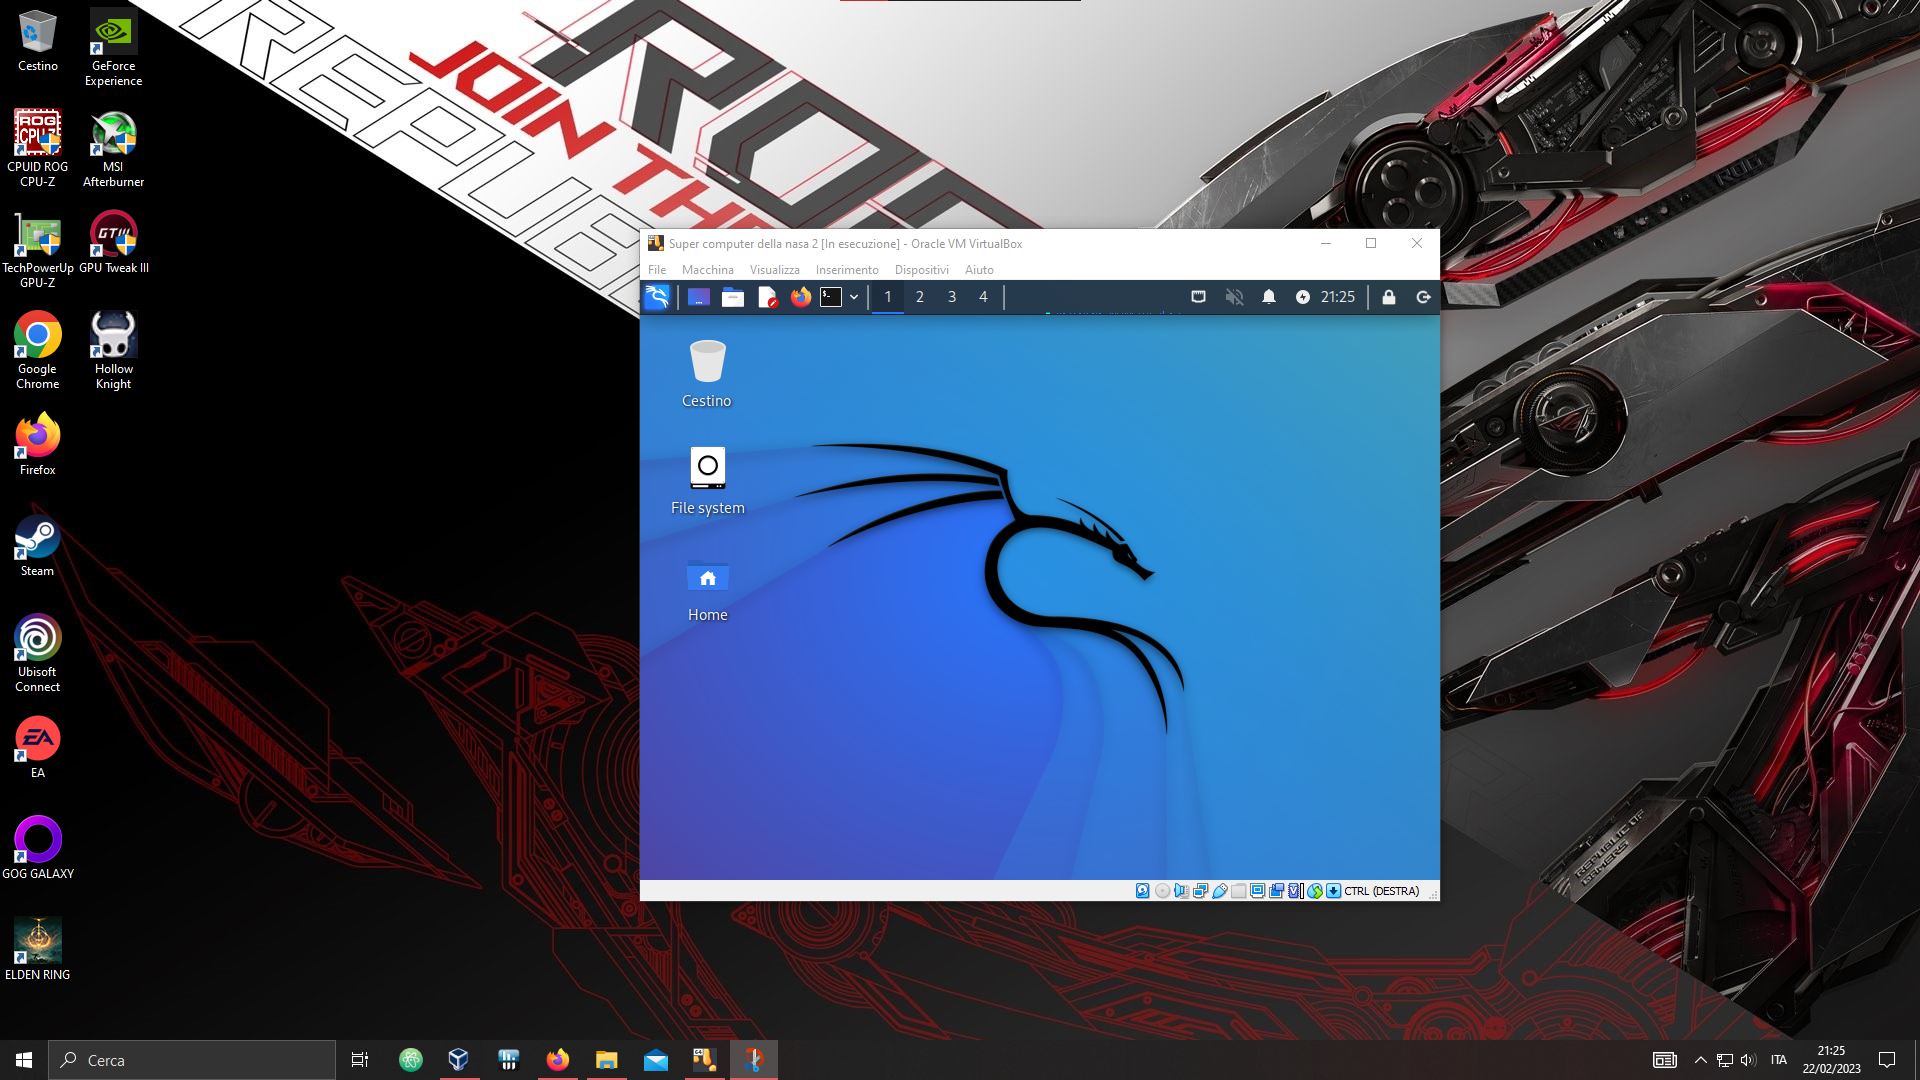 Cestino
GeForce
Experience
CPUID ROG
CPU-Z
MSI
Afterburner
TechPowerUp
GPU-Z
GPU Tweak III
Google
Chrome
Hollow
Knight
Firefox
Steam
Ubisoft
Connect
EA
GOG GALAXY
ELDEN RING
JOIN THE
REPUBLIC OF
GAMERS
Super computer della nasa 2 [In esecuzione] - Oracle VM VirtualBox
File Macchina Visualizza Inserimento Dispositivi Aiuto
1 2 3 4
21:25
Cestino
File system
Home
CTRL (DESTRA)
Cerca
ITA
21:25
22/02/2023